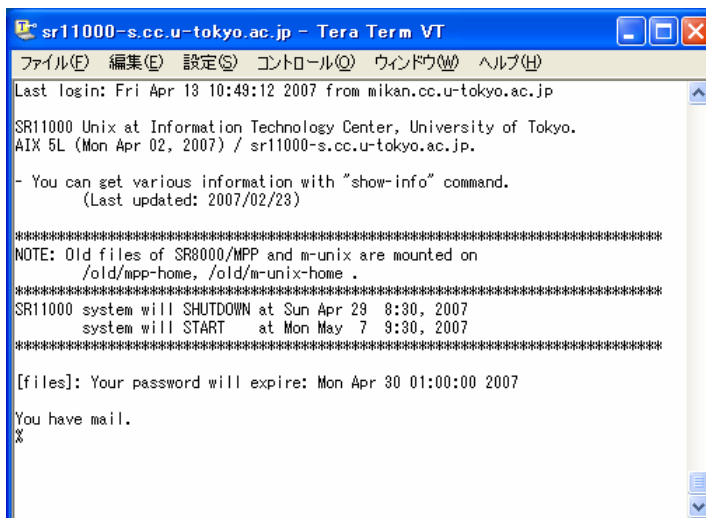 sr11000-s.cc.u-tokyo.ac.jp - Tera Term VT
ファイル(F) 編集(E) 設定(S) コントロール(O) ウィンドウ(W) ヘルプ(H)
Last login: Fri Apr 13 10:49:12 2007 from mikan.cc.u-tokyo.ac.jp
SR11000 Unix at Information Technology Center, University of Tokyo.
AIX 5L (Mon Apr 02, 2007) / sr11000-s.cc.u-tokyo.ac.jp.
- You can get various information with "show-info" command.
(Last updated: 2007/02/23)
*****************************************************************************
NOTE: Old files of SR8000/MPP and m-unix are mounted on
/old/mpp-home, /old/m-unix-home .
*****************************************************************************
SR11000 system will SHUTDOWN at Sun Apr 29  8:30, 2007
system will START    at Mon May  7  9:30, 2007
*****************************************************************************
[files]: Your password will expire: Mon Apr 30 01:00:00 2007
You have mail.
%